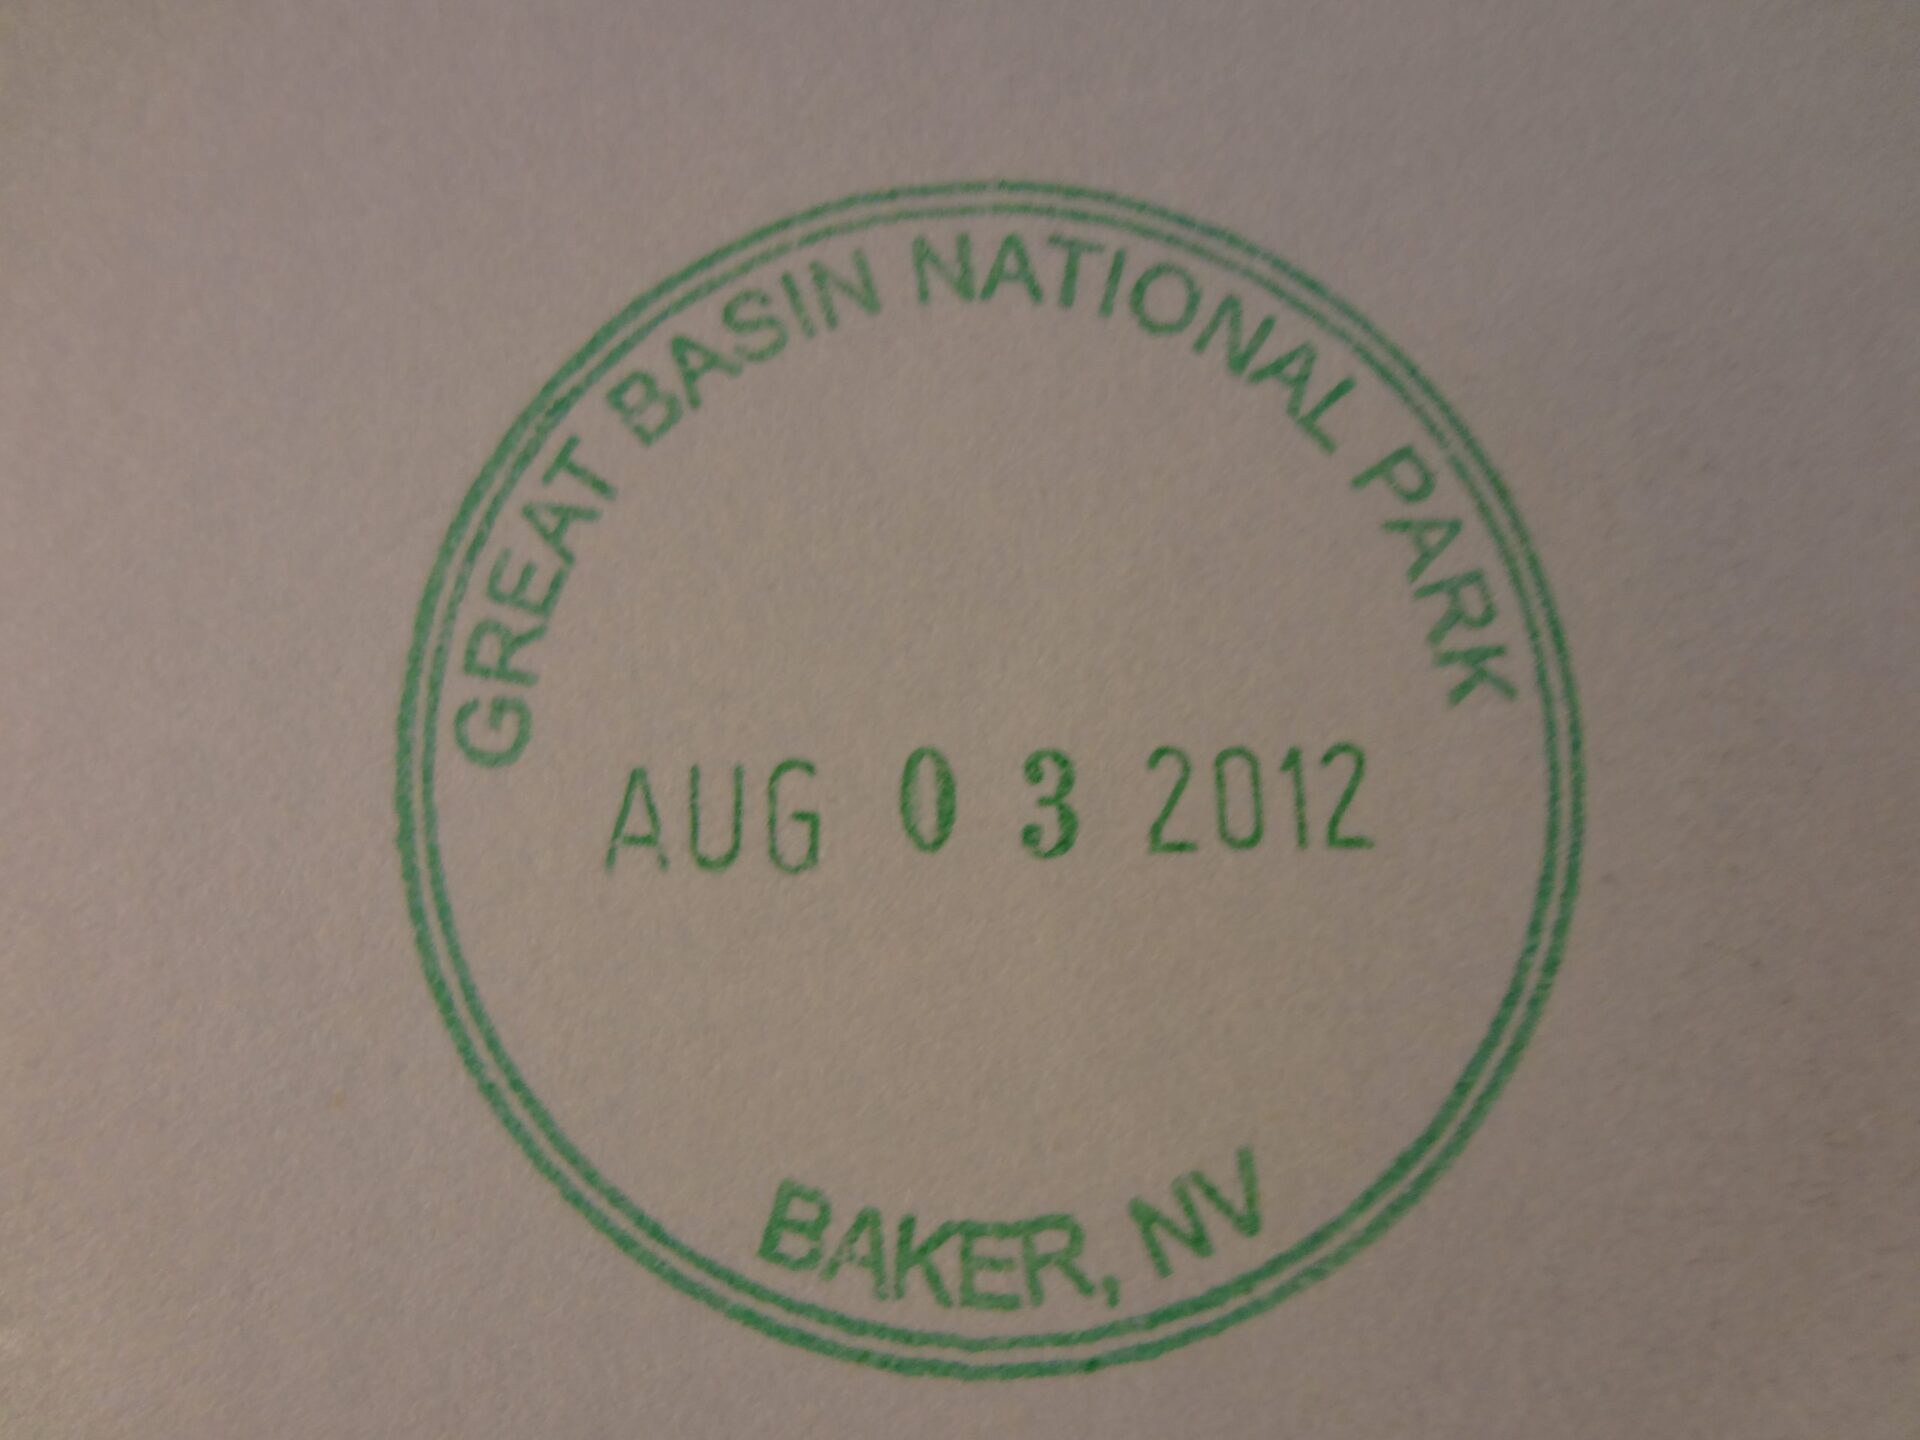 GREAT BASIN NATIONAL PARK
AUG 03 2012
BAKER, NV